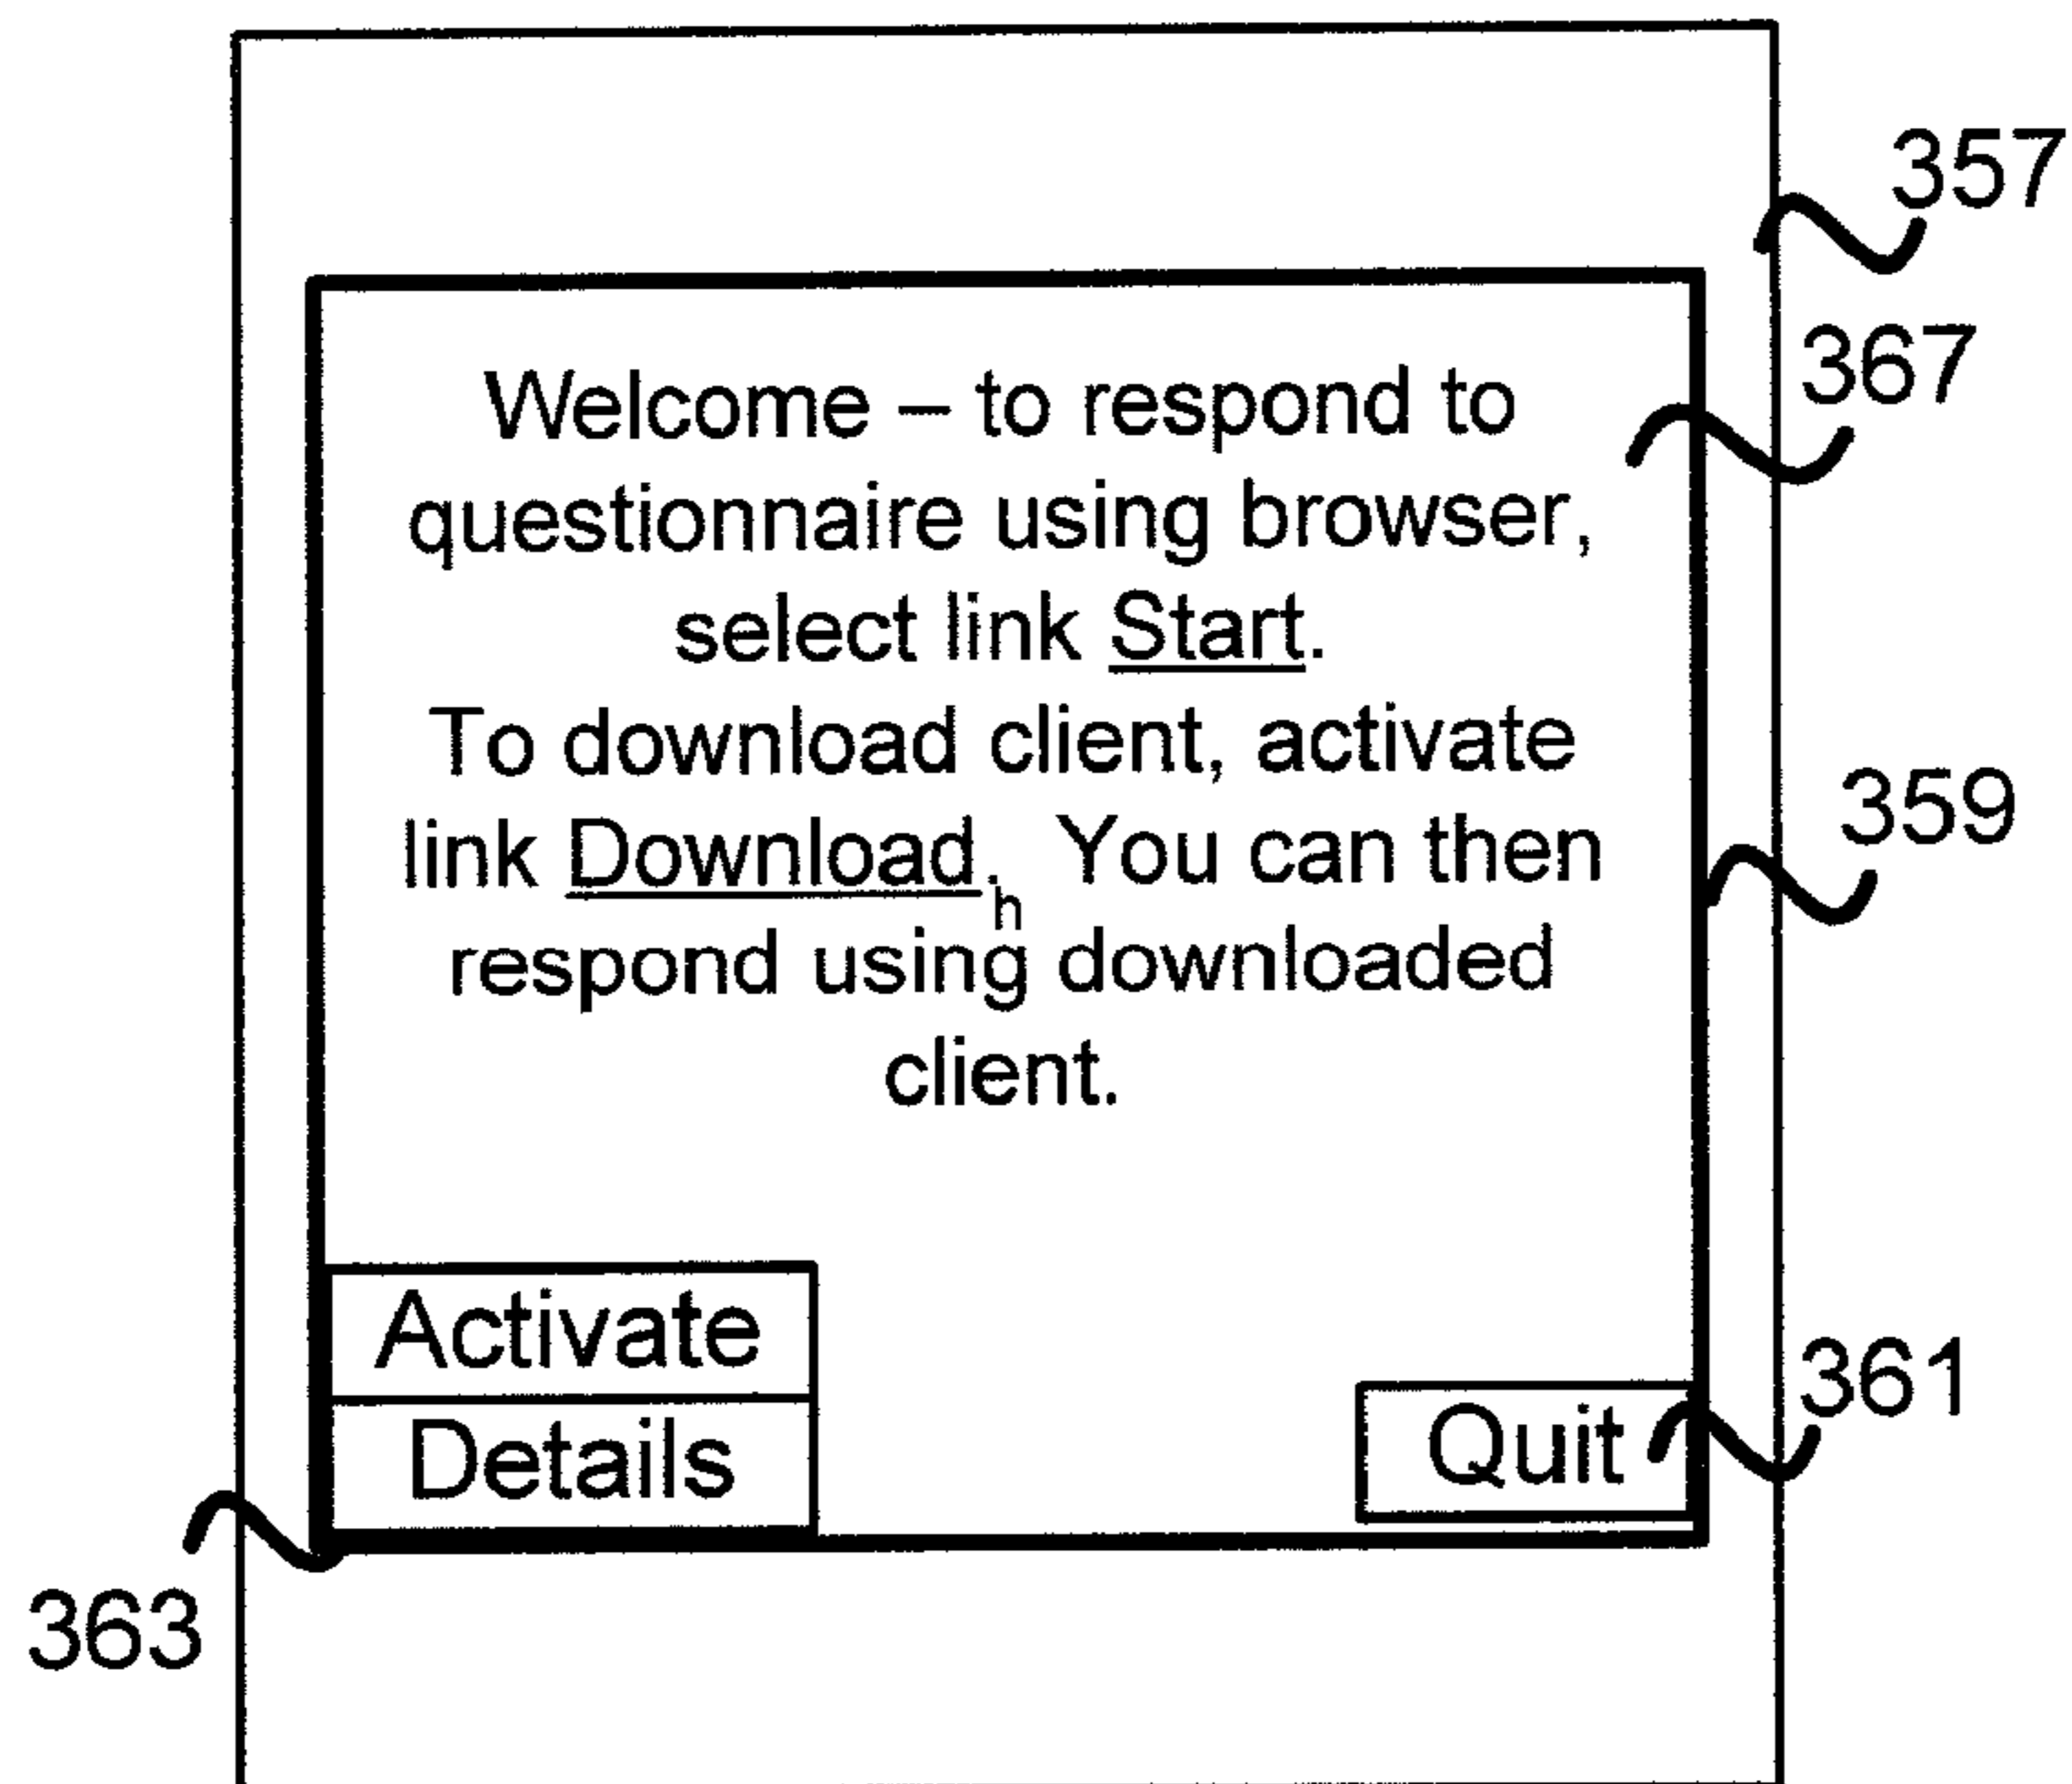 357
367
Welcome – to respond to
questionnaire using browser,
select link Start.
To download client, activate
link Download. You can then
h
respond using downloaded
client.
359
Activate
Details
Quit
361
363